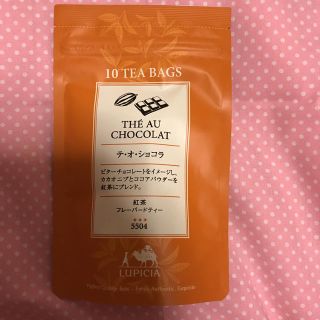 10 TEA BAGS
THÉ AU
CHOCOLAT
テ・オ・ショコラ
ビターチョコレートをイメージし、
カカオニブとココアパウダーを
紅茶にブレンド。
紅茶
フレーバードティー
5504
LUPICIA